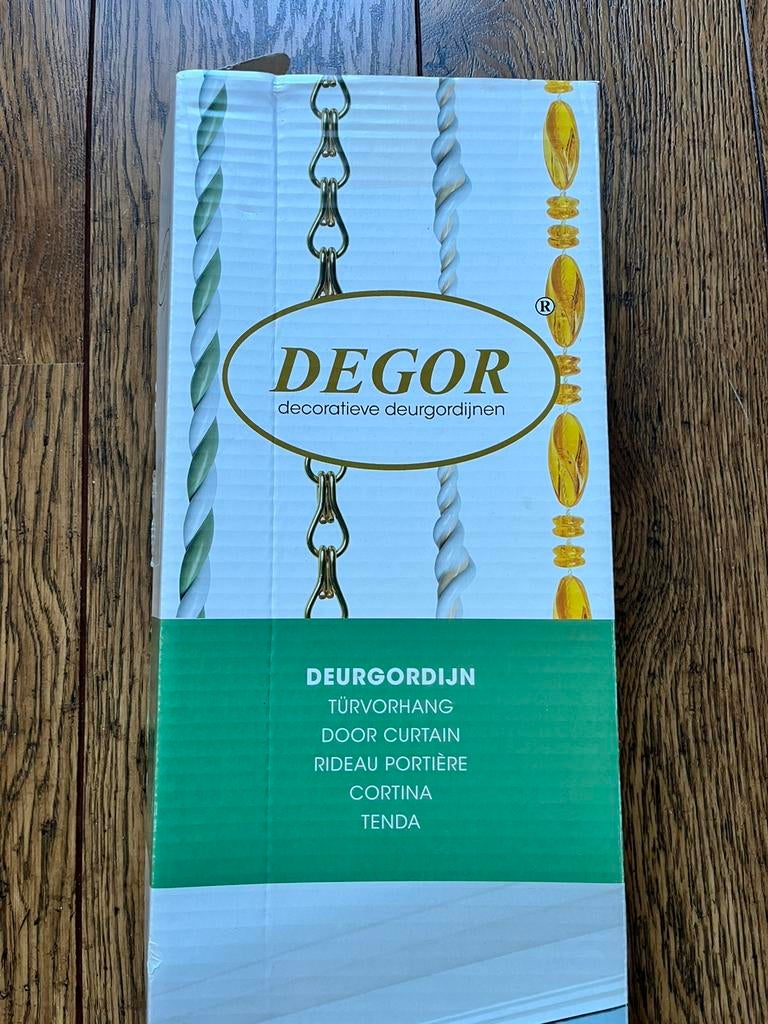 ®
DEGOR
decoratieve deurgordijnen
DEURGORDIJN
TÜRVORHANG
DOOR CURTAIN
RIDEAU PORTIÈRE
CORTINA
TENDA